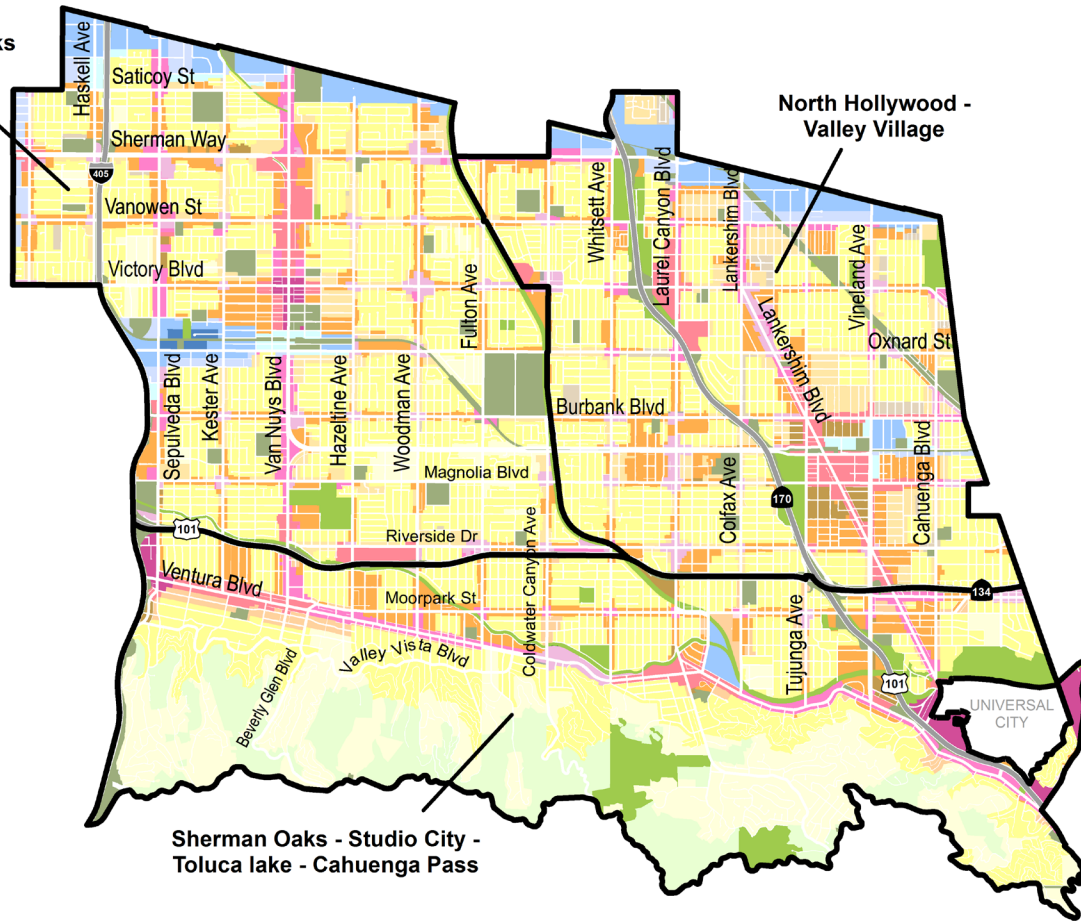 ks
Haskell Ave
Saticoy St
Sherman Way
405
Vanowen St
Victory Blvd
North Hollywood -
Valley Village
Whitsett Ave
Laurel Canyon Blvd
Lankershim Blvd
Vineland Ave
Fulton Ave
Lankershim Blvd
Oxnard St
Sepulveda Blvd
Kester Ave
Van Nuys Blvd
Hazeltine Ave
Woodman Ave
Burbank Blvd
Magnolia Blvd
Colfax Ave
170
Cahuenga Blvd
101
Riverside Dr
Coldwater Canyon Ave
Ventura Blvd
Moorpark St
134
Tujunga Ave
Valley Vista Blvd
Beverly Glen Blvd
101
UNIVERSAL
CITY
Sherman Oaks - Studio City -
Toluca lake - Cahuenga Pass